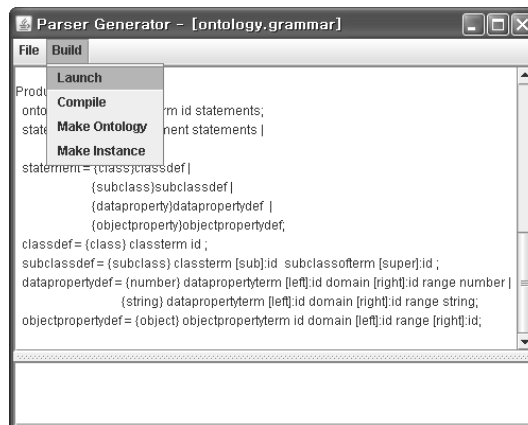 Parser Generator - [ontology.grammar]
File Build
Launch
Compile
Make Ontology
Make Instance
Produ
onto rm id statements;
state ment statements |
statement = {class}classdef |
{subclass}subclassdef |
{dataproperty}datapropertydef |
{objectproperty}objectpropertydef;
classdef = {class} classterm id ;
subclassdef = {subclass} classterm [sub]:id subclassofterm [super]:id ;
datapropertydef = {number} datapropertyterm [left]:id domain [right]:id range number |
{string} datapropertyterm [left]:id domain [right]:id range string;
objectpropertydef = {object} objectpropertyterm id domain [left]:id range [right]:id;